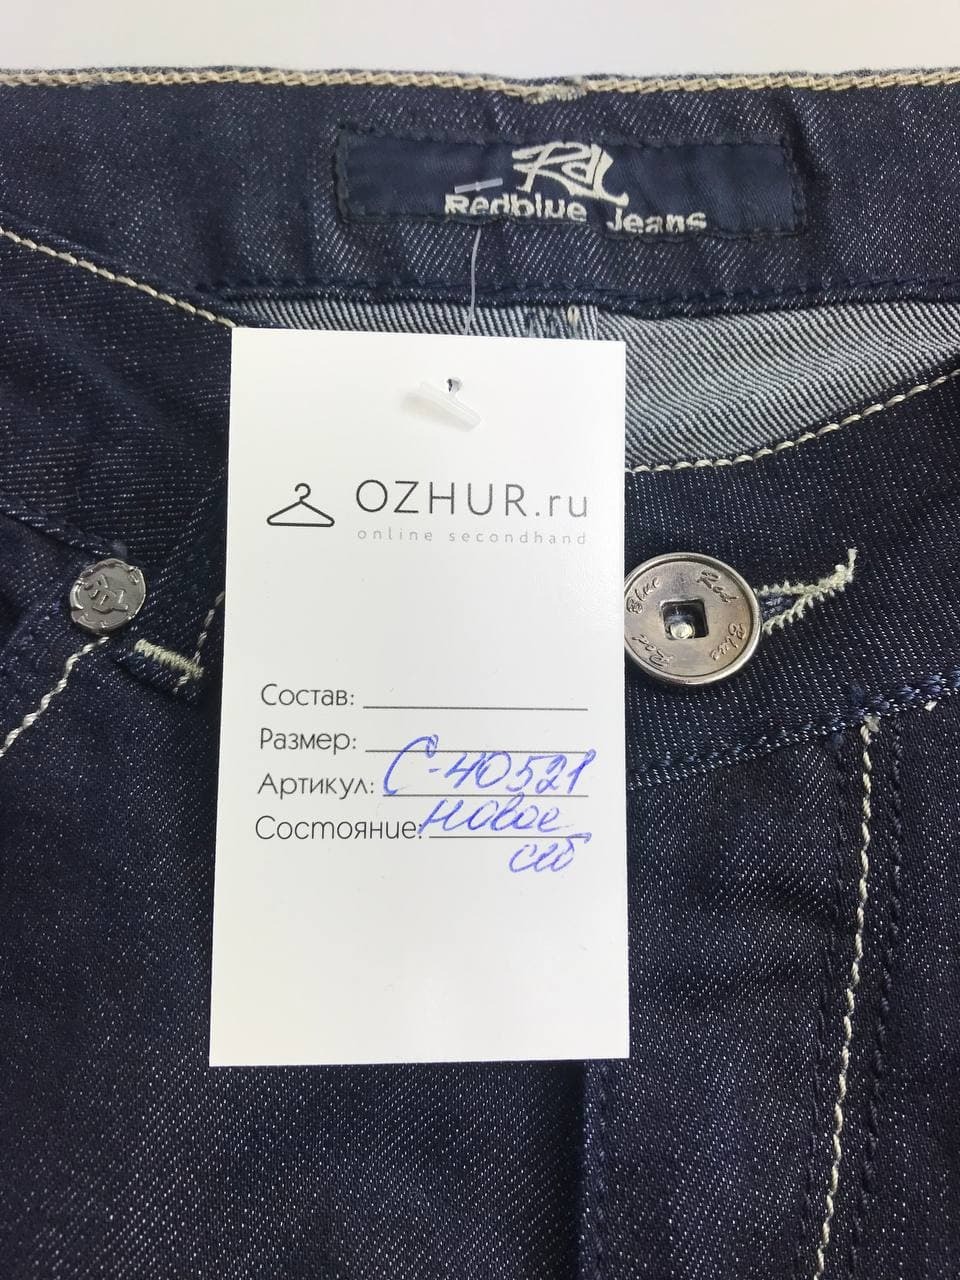 Rdl
Redblue Jeans
OZHUR.ru
online secondhand
Состав:
Размер:
Артикул: С-40521
Состояние: новое
Blue Red
Blue Red